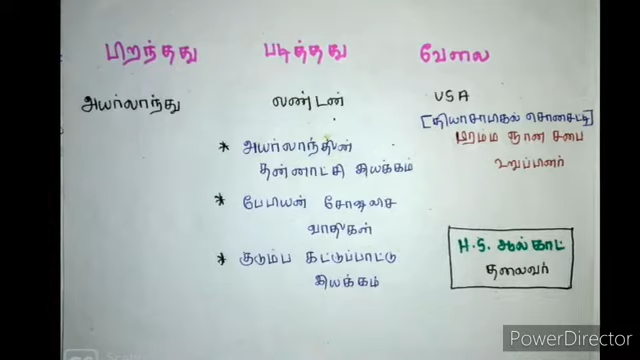 பிறந்தது படித்தது வேலை
அயர்லாந்து லண்டன் USA
[தியாசாபிகல் சொசைடி]
பிரம்ம ஞான சபை
உறுப்பினர்
* அயர்லாந்தின்
தன்னாட்சி இயக்கம்
* பேபியன் சோஷலிச
வாதிகள்
* குடும்ப கட்டுப்பாட்டு
இயக்கம்
H.S. ஆல்காட்
தலைவர்
PowerDirector